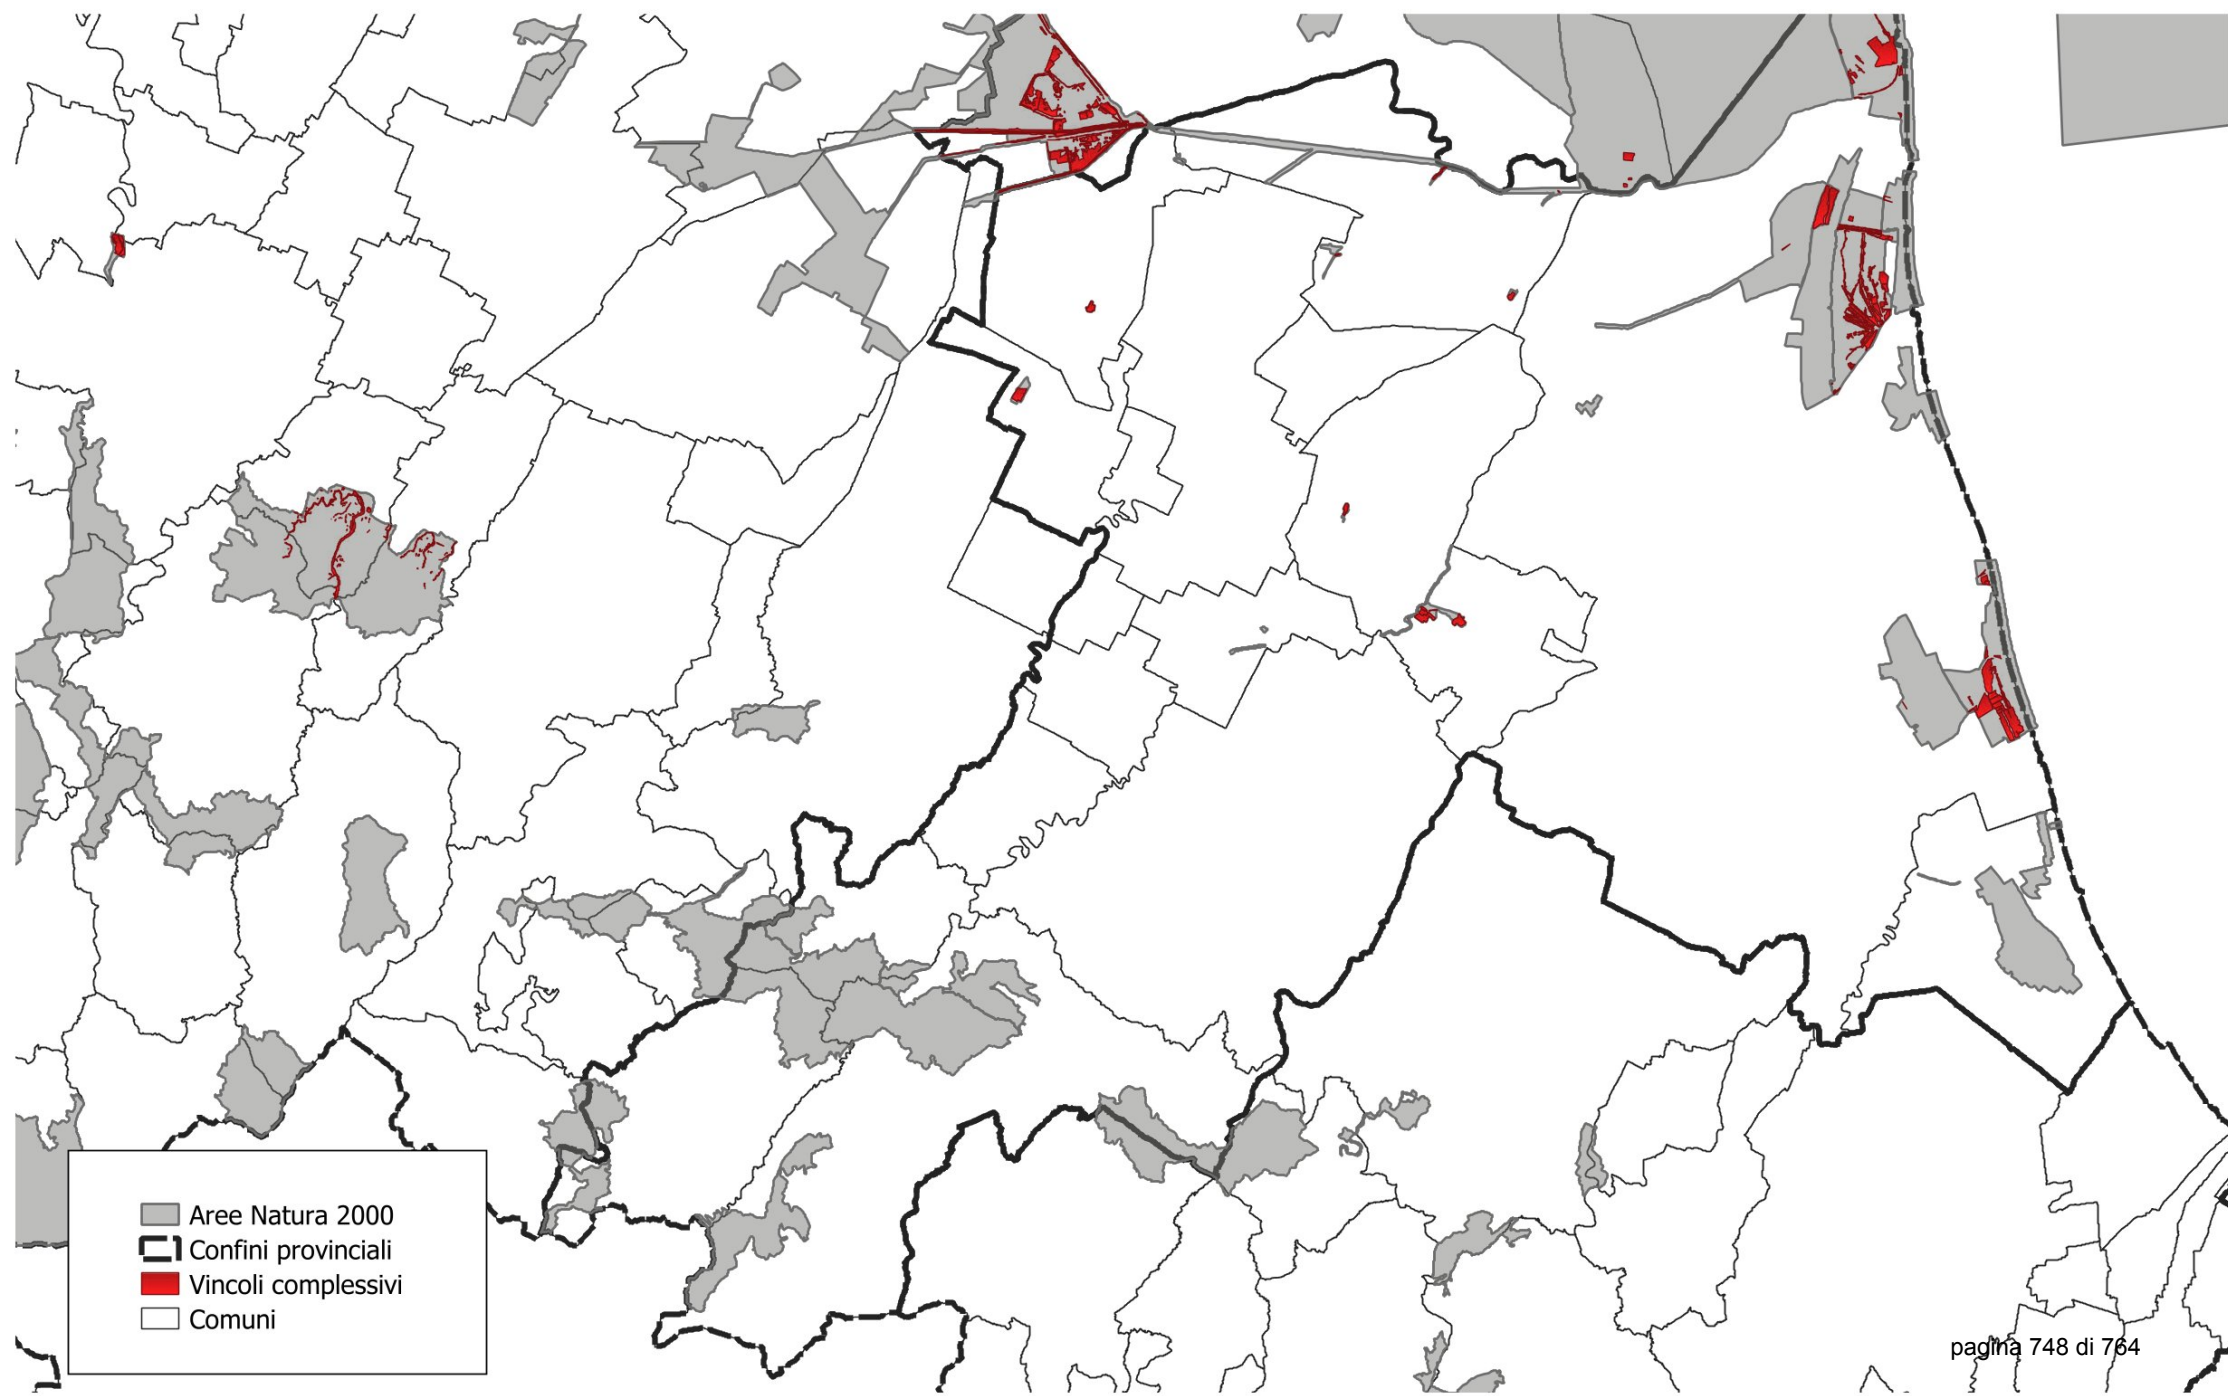 Aree Natura 2000
Confini provinciali
Vincoli complessivi
Comuni
pagina 748 di 764